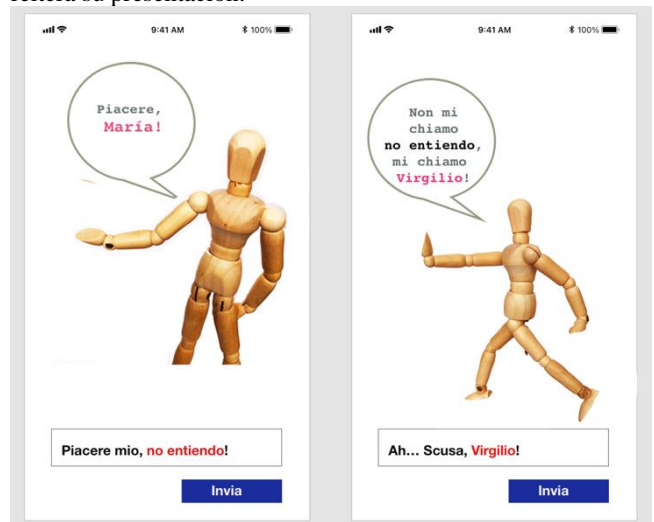 reitera su presentación.
9:41 AM
100%
Piacere,
María!
Piacere mio, no entiendo!
Invia
9:41 AM
100%
Non mi
chiamo
no entiendo,
mi chiamo
Virgilio!
Ah... Scusa, Virgilio!
Invia